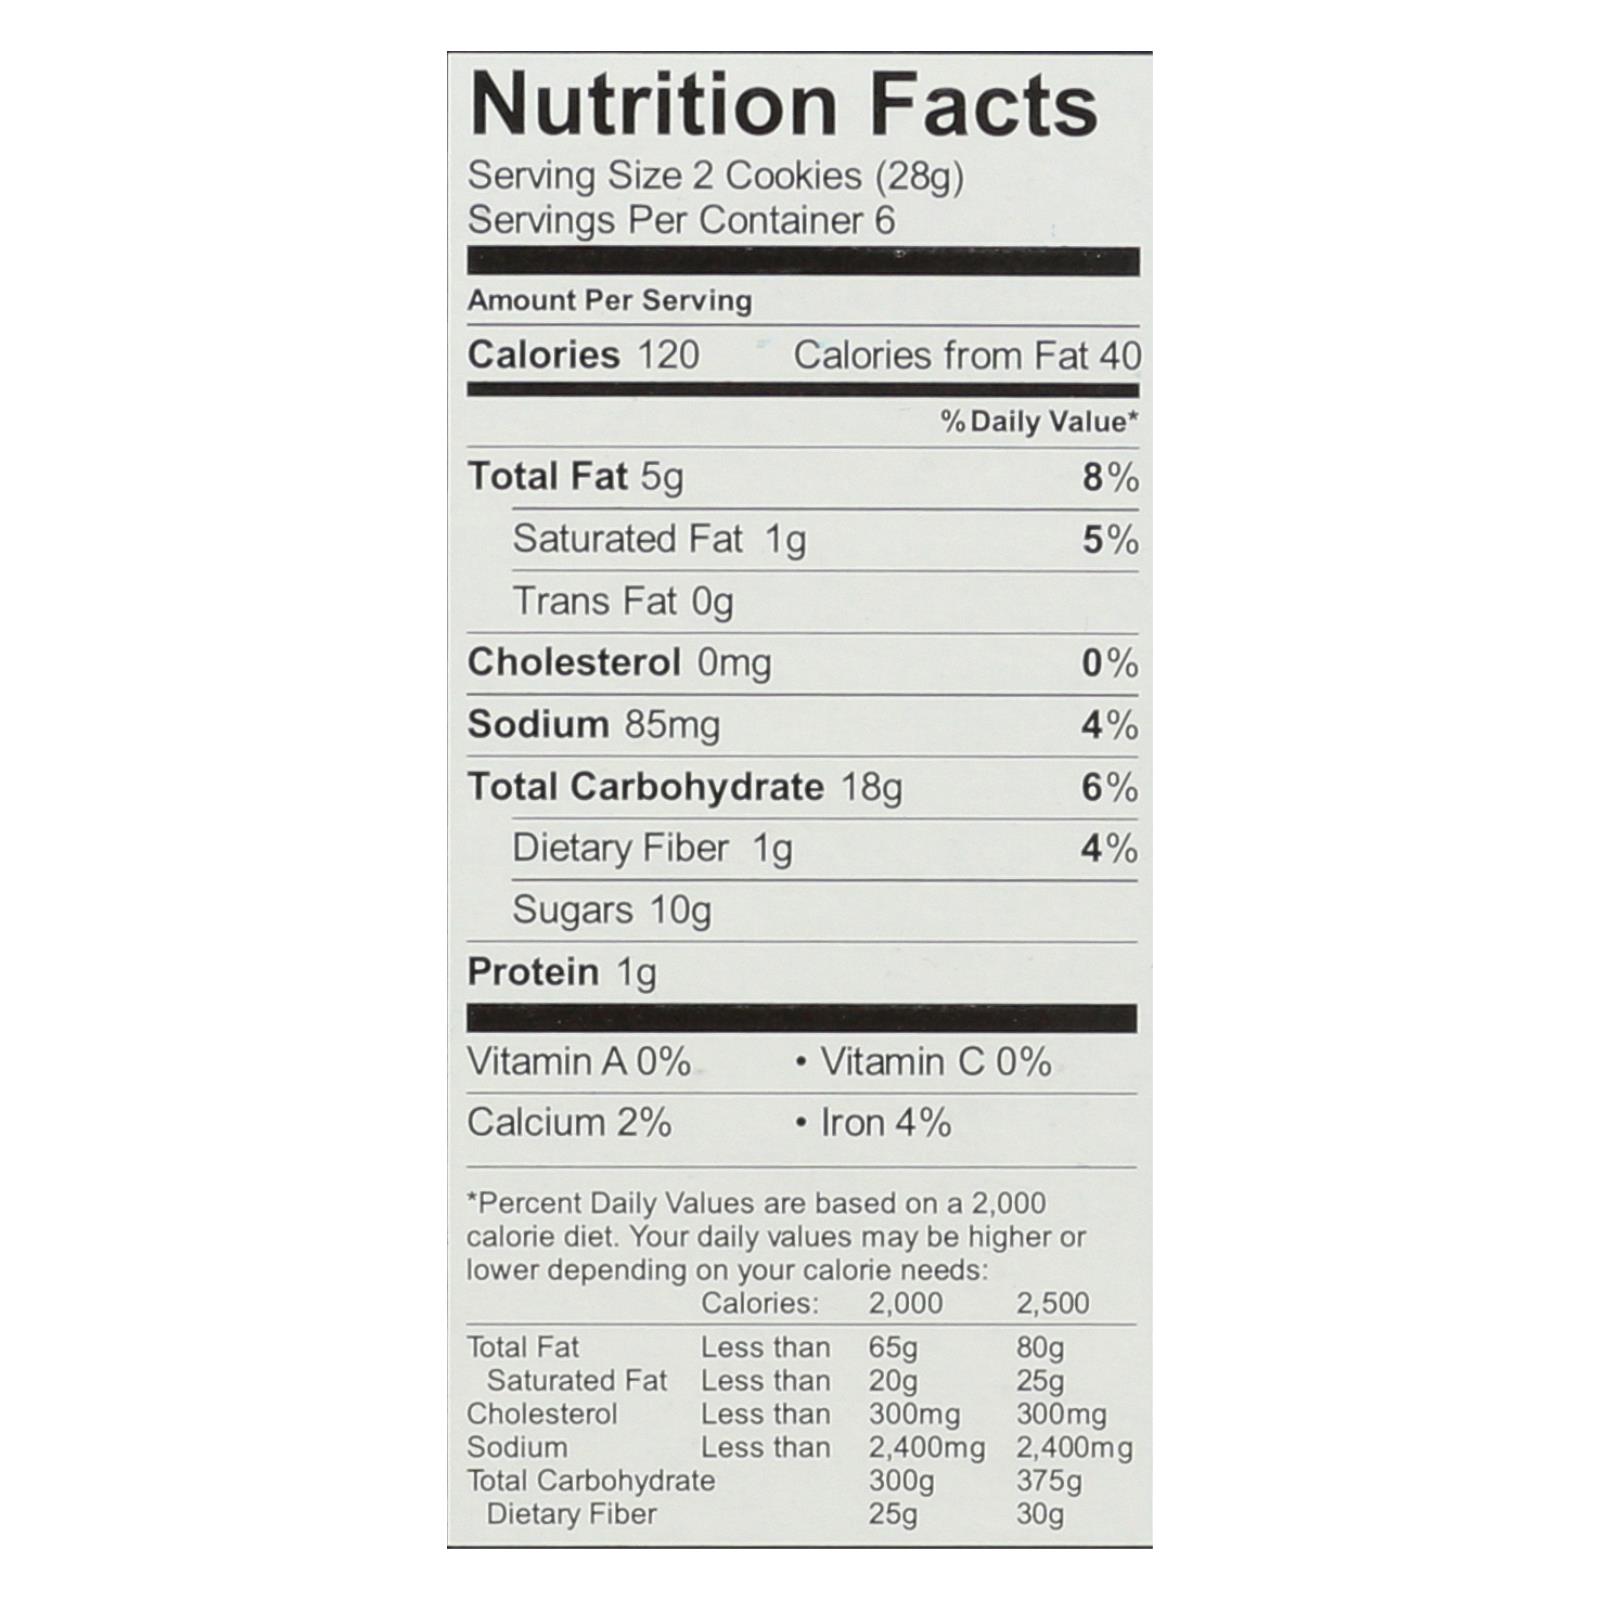 Nutrition Facts
Serving Size 2 Cookies (28g)
Servings Per Container 6
Amount Per Serving
Calories 120 Calories from Fat 40
% Daily Value*
Total Fat 5g 8%
Saturated Fat 1g 5%
Trans Fat 0g
Cholesterol 0mg 0%
Sodium 85mg 4%
Total Carbohydrate 18g 6%
Dietary Fiber 1g 4%
Sugars 10g
Protein 1g
Vitamin A 0% • Vitamin C 0%
Calcium 2% • Iron 4%
*Percent Daily Values are based on a 2,000
calorie diet. Your daily values may be higher or
lower depending on your calorie needs:
Calories: 2,000 2,500
Total Fat Less than 65g 80g
Saturated Fat Less than 20g 25g
Cholesterol Less than 300mg 300mg
Sodium Less than 2,400mg 2,400mg
Total Carbohydrate 300g 375g
Dietary Fiber 25g 30g